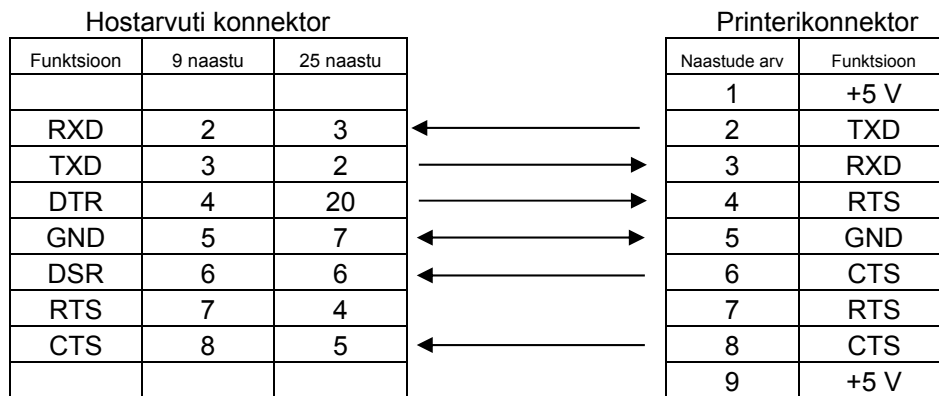 Hostarvuti konnektor Printerikonnektor
Funktsioon 9 naastu 25 naastu Naastude arv Funktsioon
1 +5 V
RXD 2 3 2 TXD
TXD 3 2 3 RXD
DTR 4 20 4 RTS
GND 5 7 5 GND
DSR 6 6 6 CTS
RTS 7 4 7 RTS
CTS 8 5 8 CTS
9 +5 V